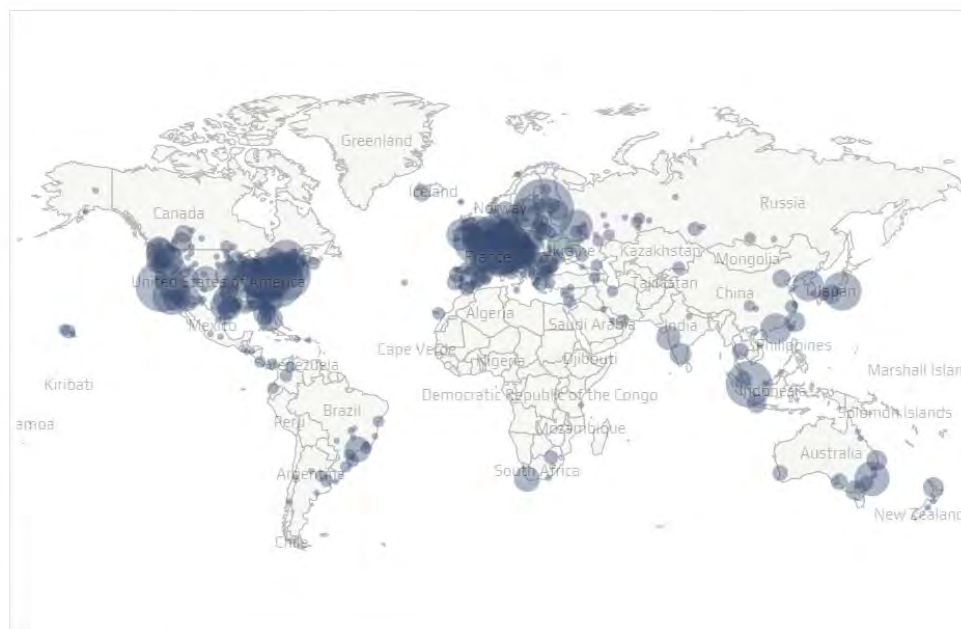 Greenland
Iceland
Canada
Norway
Russia
Ukraine
Kazakhstan
Mongolia
France
United States of America
China
Japan
Algeria
Mexico
Saudi Arabia
India
Cape Verde
Philippines
Venezuela
Nigeria
Djibouti
Marshall Islan
Kiribati
Democratic Republic of the Congo
Indonesia
Brazil
Solomon Islands
amoa
Peru
Mozambique
Australia
Argentina
South Africa
New Zealand
Chile